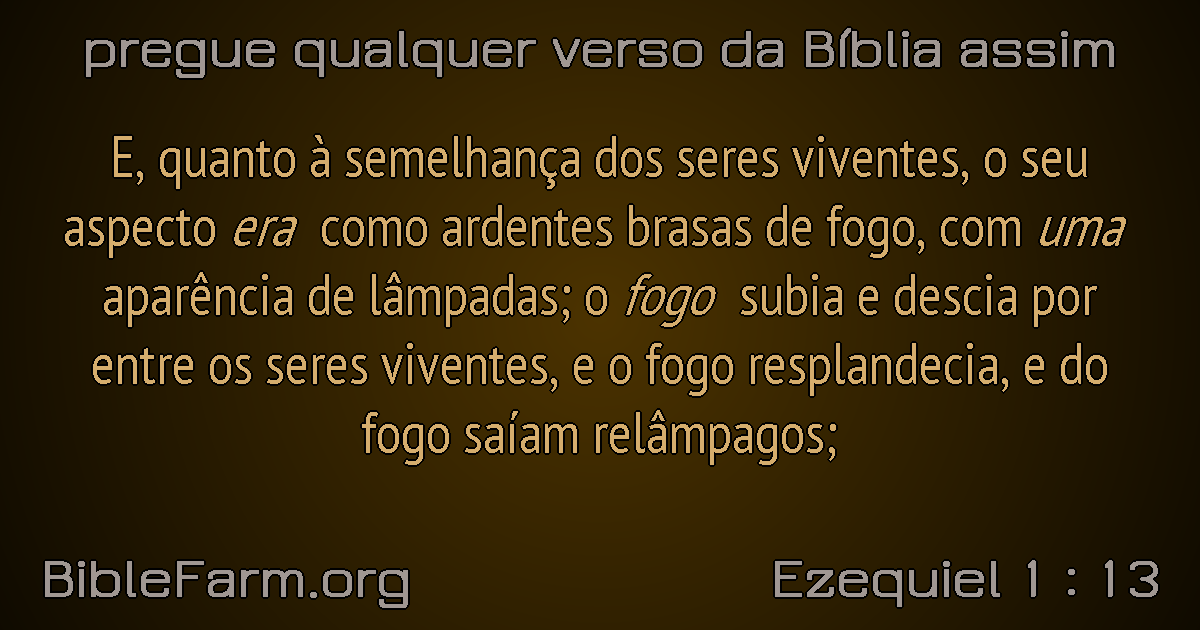 pregue qualquer verso da Bíblia assim
E, quanto à semelhança dos seres viventes, o seu
aspecto era como ardentes brasas de fogo, com uma
aparência de lâmpadas; o fogo subia e descia por
entre os seres viventes, e o fogo resplandecia, e do
fogo saíam relâmpagos;
BibleFarm.org
Ezequiel 1 : 13